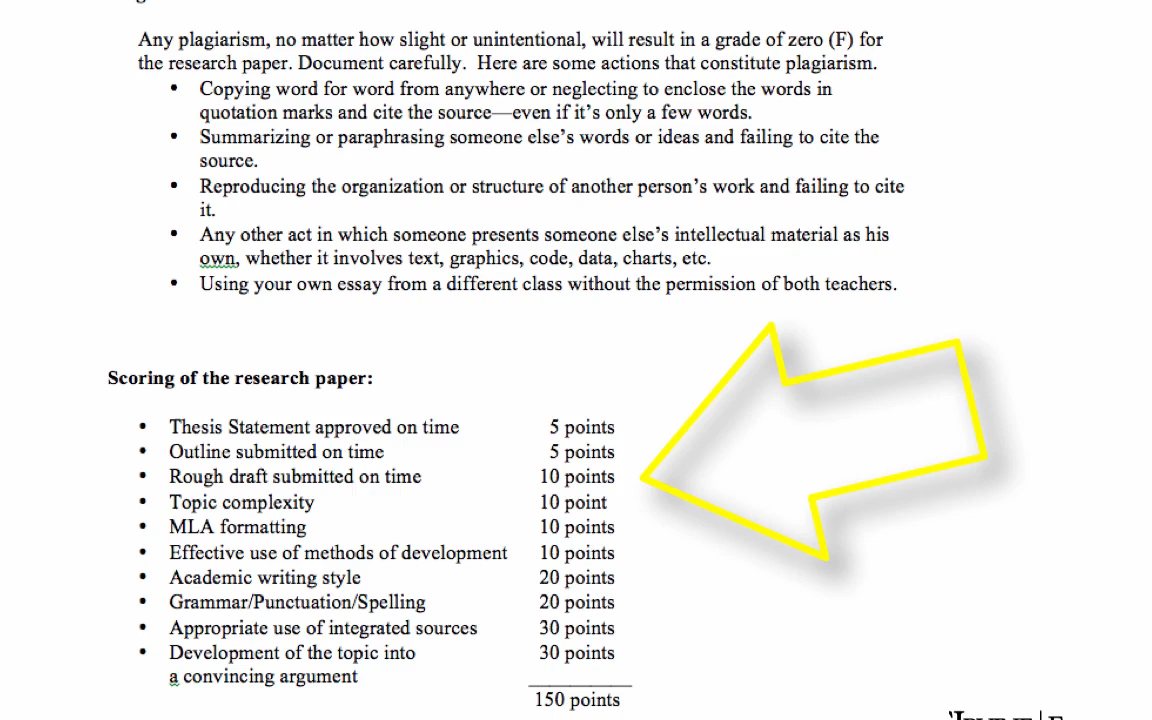 Any plagiarism, no matter how slight or unintentional, will result in a grade of zero (F) for
the research paper. Document carefully.  Here are some actions that constitute plagiarism.
• Copying word for word from anywhere or neglecting to enclose the words in
quotation marks and cite the source—even if it's only a few words.
• Summarizing or paraphrasing someone else's words or ideas and failing to cite the
source.
• Reproducing the organization or structure of another person's work and failing to cite
it.
• Any other act in which someone presents someone else's intellectual material as his
own, whether it involves text, graphics, code, data, charts, etc.
• Using your own essay from a different class without the permission of both teachers.
Scoring of the research paper:
• Thesis Statement approved on time 5 points
• Outline submitted on time 5 points
• Rough draft submitted on time 10 points
• Topic complexity 10 point
• MLA formatting 10 points
• Effective use of methods of development 10 points
• Academic writing style 20 points
• Grammar/Punctuation/Spelling 20 points
• Appropriate use of integrated sources 30 points
• Development of the topic into 30 points
a convincing argument
150 points